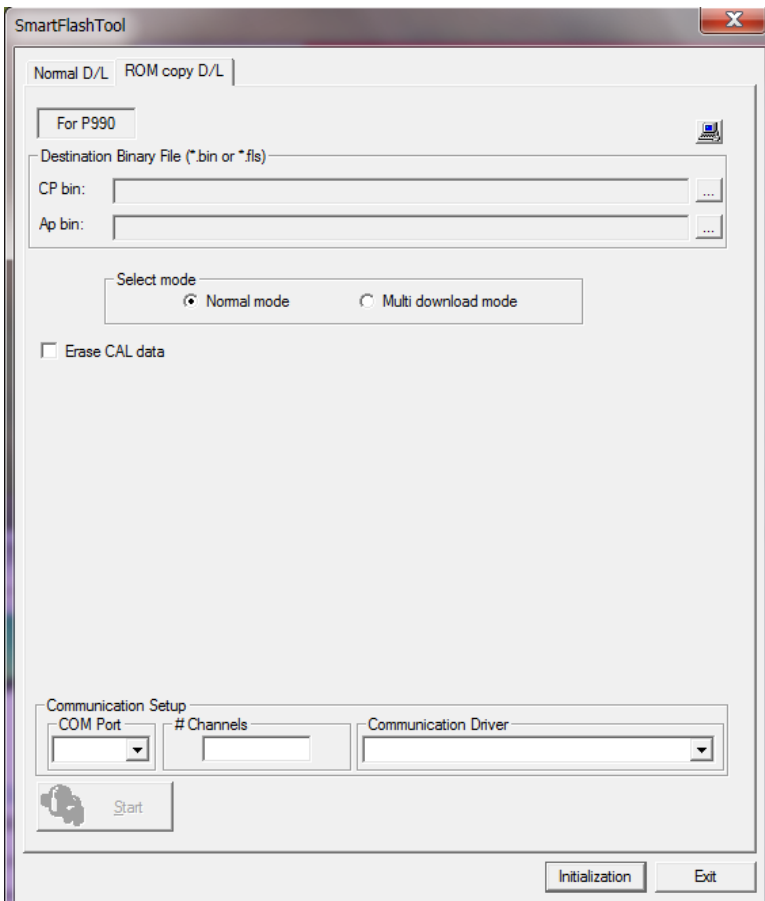 SmartFlashTool
X
Normal D/L ROM copy D/L
For P990
Destination Binary File (*.bin or *.fls)
CP bin: ...
Ap bin: ...
Select mode
Normal mode Multi download mode
Erase CAL data
Communication Setup
COM Port # Channels Communication Driver
Start
Initialization Exit